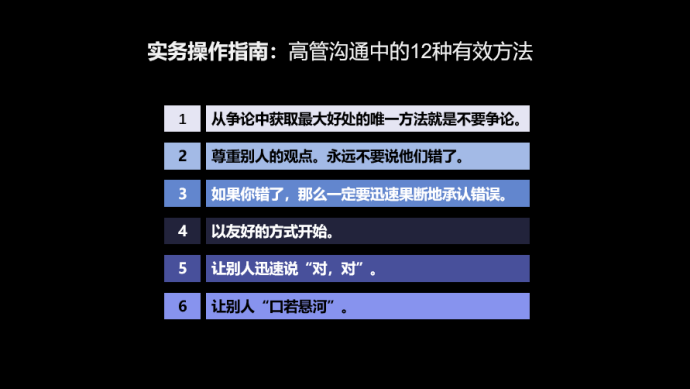 实务操作指南：高管沟通中的12种有效方法
1 从争论中获取最大好处的唯一方法就是不要争论。
2 尊重别人的观点。永远不要说他们错了。
3 如果你错了，那么一定要迅速果断地承认错误。
4 以友好的方式开始。
5 让别人迅速说“对，对”。
6 让别人“口若悬河”。